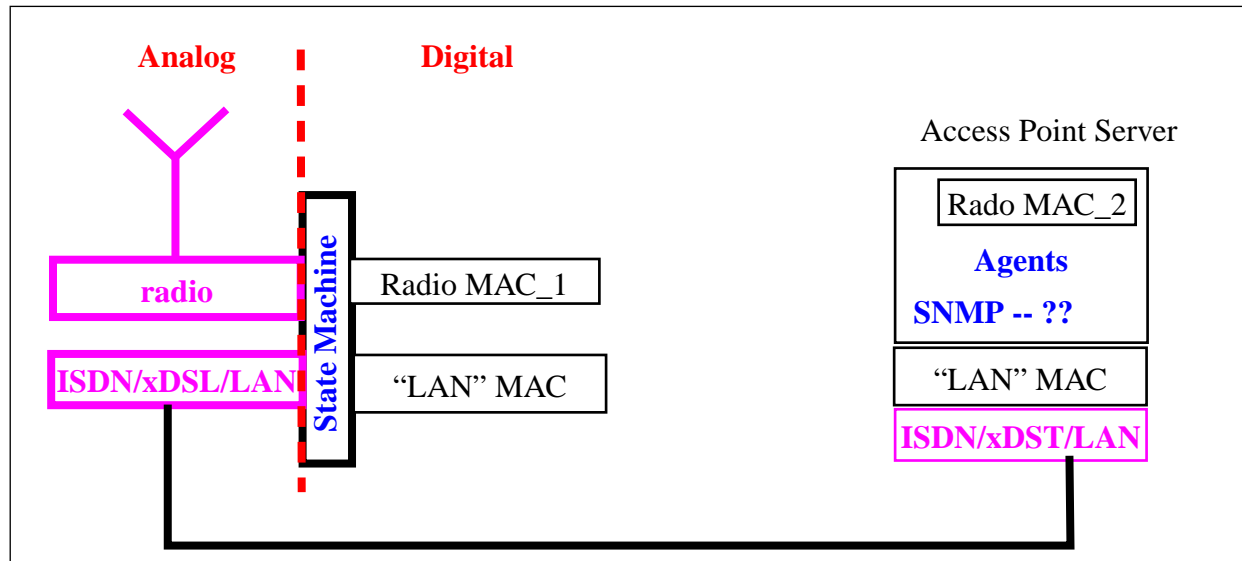 Analog
Digital
Access Point Server
Rado MAC_2
Agents
SNMP -- ??
radio
State Machine
Radio MAC_1
ISDN/xDSL/LAN
“LAN” MAC
“LAN” MAC
ISDN/xDST/LAN